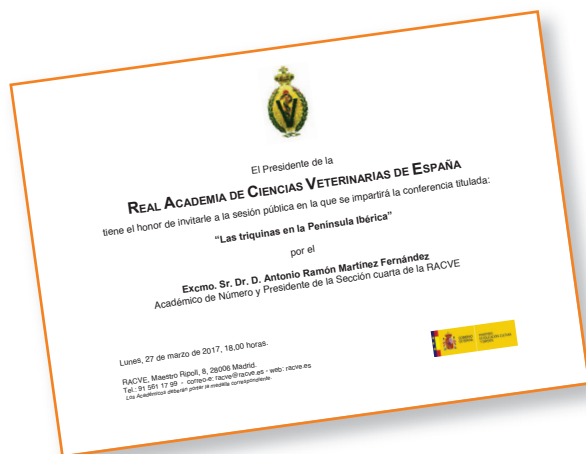 El Presidente de la
REAL ACADEMIA DE CIENCIAS VETERINARIAS DE ESPAÑA
tiene el honor de invitarle a la sesión pública en la que se impartirá la conferencia titulada:
"Las triquinas en la Península Ibérica"
por el
Excmo. Sr. Dr. D. Antonio Ramón Martínez Fernández
Académico de Número y Presidente de la Sección cuarta de la RACVE
Lunes, 27 de marzo de 2017, 18.00 horas.
RACVE, Maestro Ripoll, 8, 28006 Madrid.
Tel.: 91 561 17 99 - correo-e: racve@racve.es - web: racve.es
Los Académicos deberán portar la medalla correspondiente.